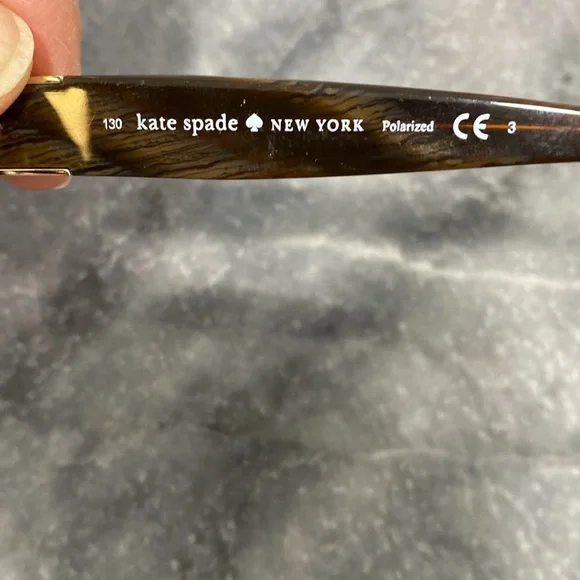 130 kate spade ♠ NEW YORK Polarized CE 3